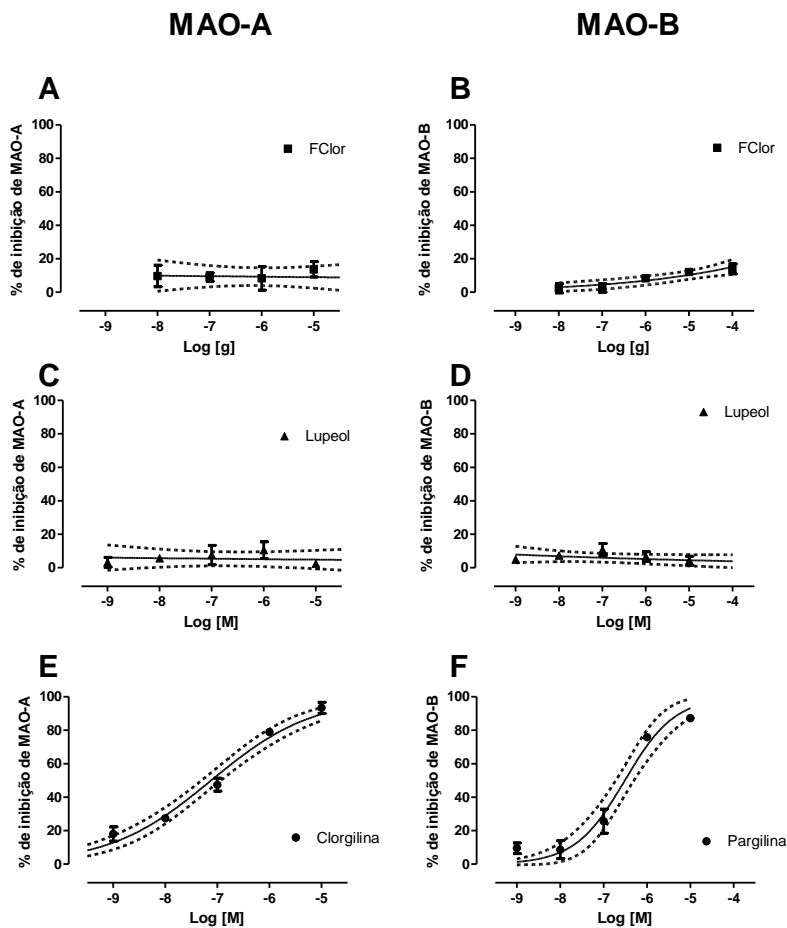 MAO-A
MAO-B
A
% de inibição de MAO-A
100
80
60
40
20
0
FClor
-9 -8 -7 -6 -5
Log [g]
B
% de inibição de MAO-B
100
80
60
40
20
0
FClor
-9 -8 -7 -6 -5 -4
Log [g]
C
% de inibição de MAO-A
100
80
60
40
20
0
Lupeol
-9 -8 -7 -6 -5
Log [M]
D
% de inibição de MAO-B
100
80
60
40
20
0
Lupeol
-9 -8 -7 -6 -5 -4
Log [M]
E
% de inibição de MAO-A
100
80
60
40
20
0
Clorgilina
-9 -8 -7 -6 -5
Log [M]
F
% de inibição de MAO-B
100
80
60
40
20
0
Pargilina
-9 -8 -7 -6 -5 -4
Log [M]